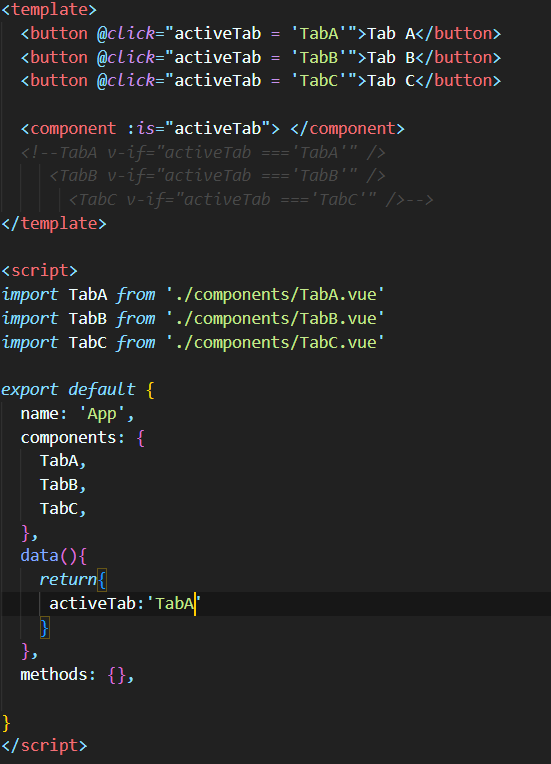 <template>
  <button @click="activeTab = 'TabA'">Tab A</button>
  <button @click="activeTab = 'TabB'">Tab B</button>
  <button @click="activeTab = 'TabC'">Tab C</button>

  <component :is="activeTab"> </component>
  <!--TabA v-if="activeTab ==='TabA'" />
     <TabB v-if="activeTab ==='TabB'" />
       <TabC v-if="activeTab ==='TabC'" />-->
</template>

<script>
import TabA from './components/TabA.vue'
import TabB from './components/TabB.vue'
import TabC from './components/TabC.vue'

export default {
  name: 'App',
  components: {
    TabA,
    TabB,
    TabC,
  },
  data(){
    return{
     activeTab:'TabA'
    }
  },
  methods: {},

}
</script>